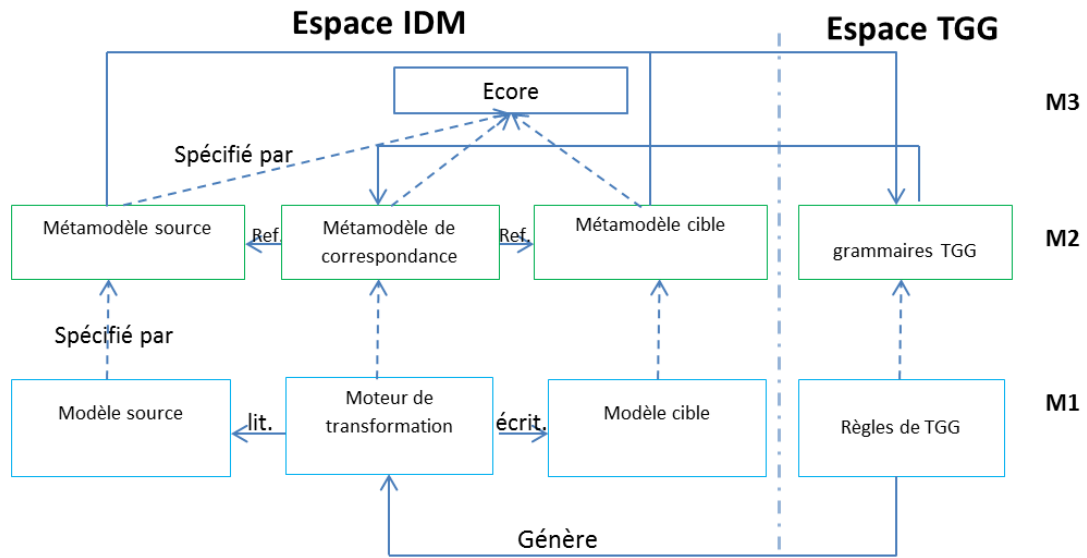 Espace IDM
Espace TGG
Ecore
M3
Spécifié par
Métamodèle source
Ref.
Métamodèle de
correspondance
Ref.
Métamodèle cible
grammaires TGG
M2
Spécifié par
Modèle source
lit.
Moteur de
transformation
écrit.
Modèle cible
Règles de TGG
M1
Génère